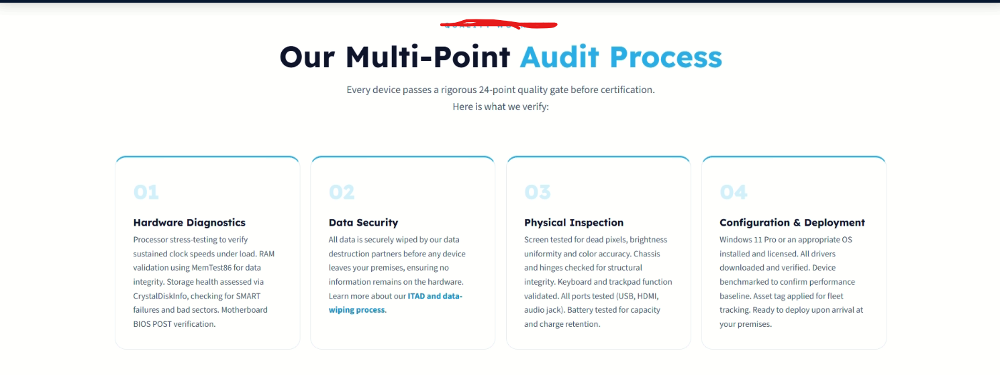 Our Multi-Point Audit Process
Every device passes a rigorous 24-point quality gate before certification.
Here is what we verify:
01
Hardware Diagnostics
Processor stress-testing to verify
sustained clock speeds under load. RAM
validation using MemTest86 for data
integrity. Storage health assessed via
CrystalDiskInfo, checking for SMART
failures and bad sectors. Motherboard
BIOS POST verification.
02
Data Security
All data is securely wiped by our data
destruction partners before any device
leaves your premises, ensuring no
information remains on the hardware.
Learn more about our ITAD and data-
wiping process.
03
Physical Inspection
Screen tested for dead pixels, brightness
uniformity and color accuracy. Chassis
and hinges checked for structural
integrity. Keyboard and trackpad function
validated. All ports tested (USB, HDMI,
audio jack). Battery tested for capacity
and charge retention.
04
Configuration & Deployment
Windows 11 Pro or an appropriate OS
installed and licensed. All drivers
downloaded and verified. Device
benchmarked to confirm performance
baseline. Asset tag applied for fleet
tracking. Ready to deploy upon arrival at
your premises.